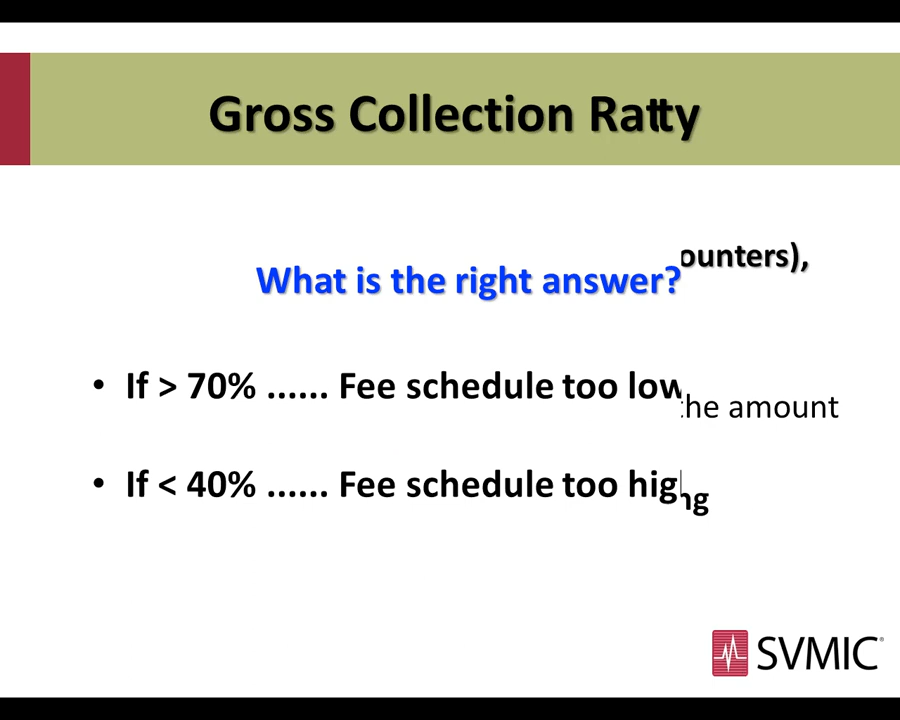 Gross Collection Ratty
ounters),
What is the right answer?
• If > 70% ...... Fee schedule too low
the amount
• If < 40% ...... Fee schedule too hig
ng
SVMIC®